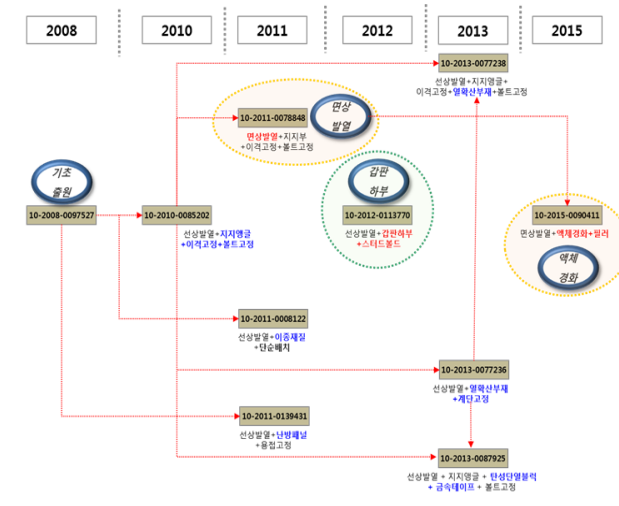 2008 2010 2011 2012 2013 2015
10-2013-0077238
선상발열+지지앵글+
이격고정+열확산부재+볼트고정
10-2011-0078848
면상발열+지지부
+이격고정+볼트고정
면상
발열
기초
출원
10-2008-0097527
10-2010-0085202
선상발열+지지앵글
+이격고정+볼트고정
갑판
하부
10-2012-0113770
선상발열+갑판하부
+스터드볼드
10-2015-0090411
면상발열+액체경화+필러
액체
경화
10-2011-0008122
선상발열+이중재질
+단순배치
10-2013-0077236
선상발열+열확산부재
+계단고정
10-2011-0139431
선상발열+난방패널
+용접고정
10-2013-0087925
선상발열 + 지지앵글 + 탄성단열블럭
+ 금속테이프 + 볼트고정